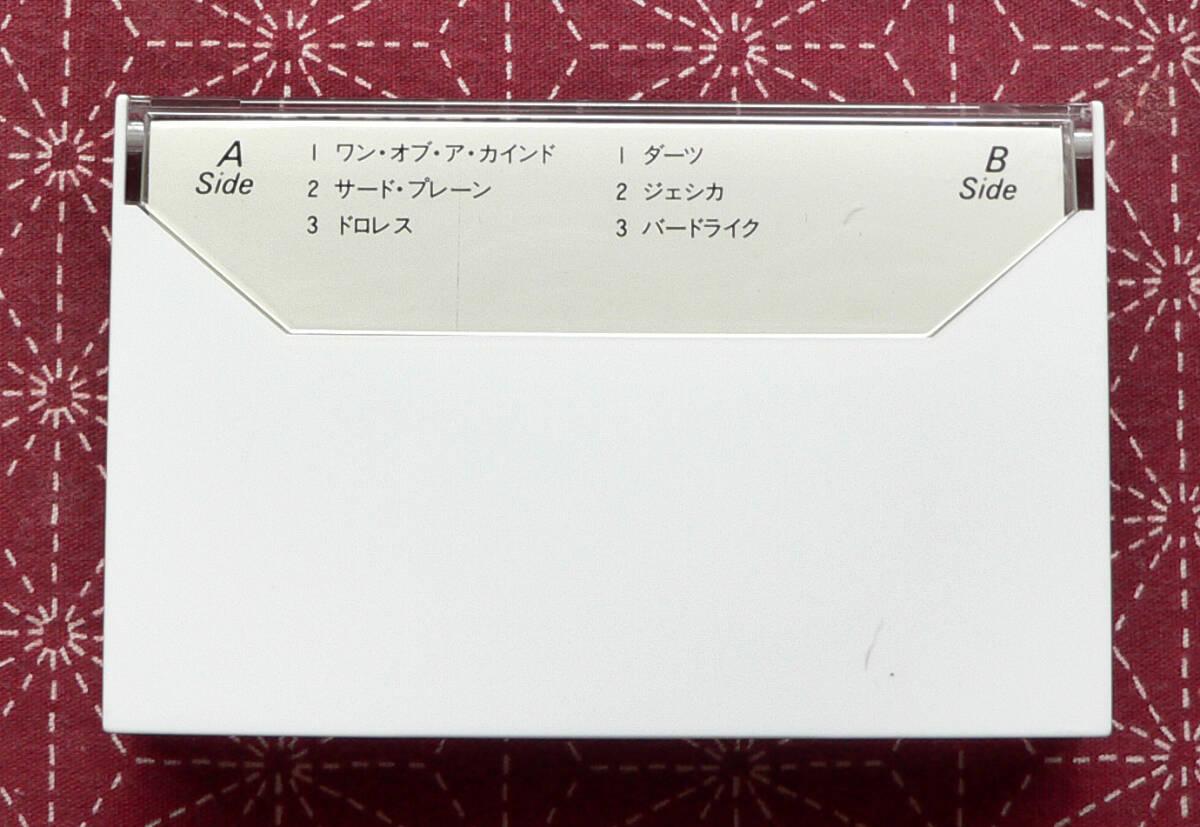 A
Side
1 ワン・オブ・ア・カインド
2 サード・プレーン
3 ドロレス
1 ダーツ
2 ジェシカ
3 バードライク
B
Side